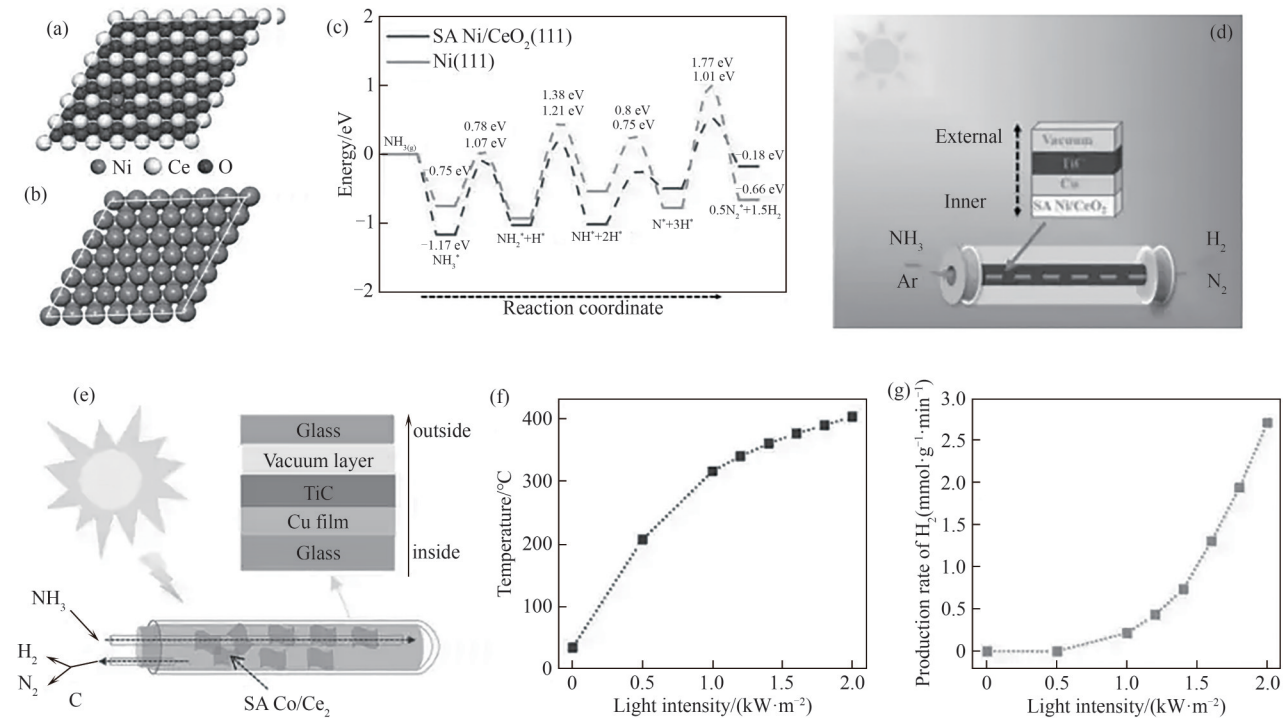 (a)
Ni Ce O
(b)
(c)
2
1
0
−1
−2
Energy/eV
SA Ni/CeO₂(111)
Ni(111)
NH₃₍g₎
−0.75 eV
−1.17 eV
NH₃*
0.78 eV
1.07 eV
NH₂*+H*
1.38 eV
1.21 eV
NH*+2H*
0.8 eV
0.75 eV
N*+3H*
1.77 eV
1.01 eV
−0.18 eV
−0.66 eV
0.5N₂*+1.5H₂
Reaction coordinate
(d)
External
Inner
Vacuum
TiC
Cu
SA Ni/CeO₂
NH₃
Ar
H₂
N₂
(e)
Glass
Vacuum layer
TiC
Cu film
Glass
outside
inside
NH₃
H₂
N₂
C
SA Co/Ce₂
(f)
Temperature/°C
400
300
200
100
0
0 0.5 1.0 1.5 2.0
Light intensity/(kW·m⁻²)
(g)
Production rate of H₂(mmol·g⁻¹·min⁻¹)
3.0
2.5
2.0
1.5
1.0
0.5
0
0 0.5 1.0 1.5 2.0
Light intensity/(kW·m⁻²)